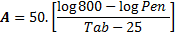 A = 50. [ (log 800 − log Pen) / (Tab − 25) ]